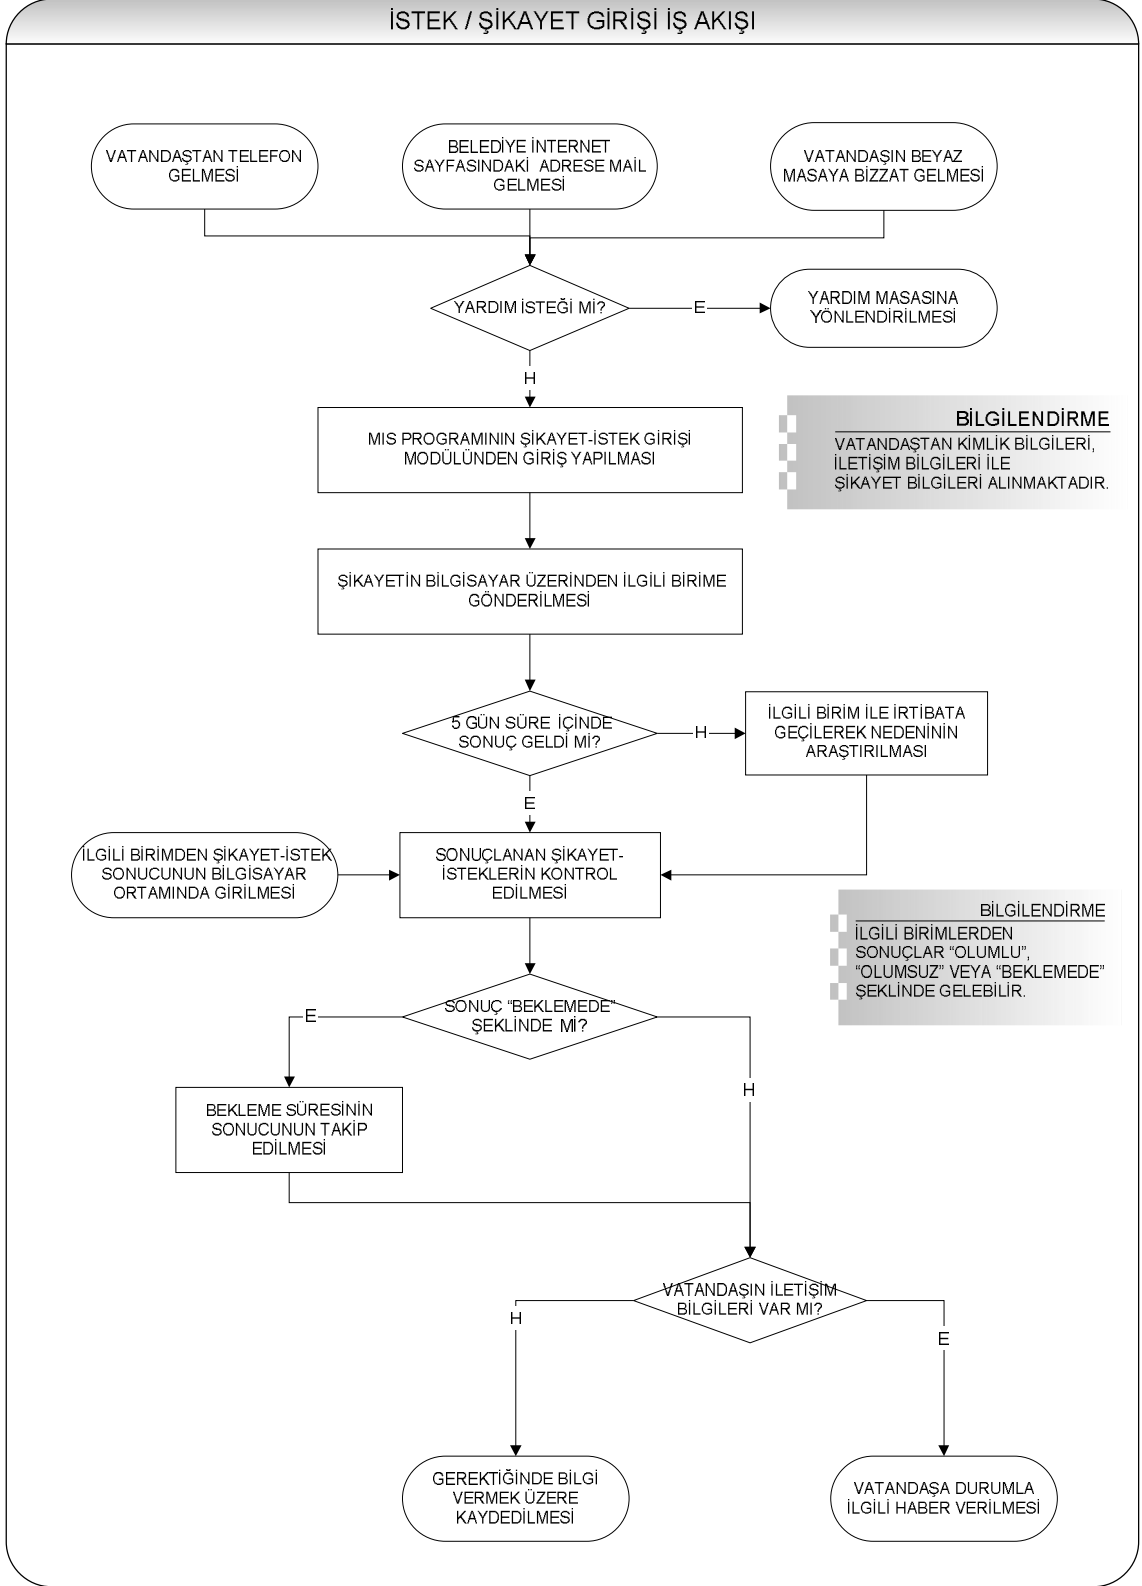 İSTEK / ŞİKAYET GİRİŞİ İŞ AKIŞI
VATANDAŞTAN TELEFON
GELMESİ
BELEDİYE İNTERNET
SAYFASINDAKİ ADRESE MAİL
GELMESİ
VATANDAŞIN BEYAZ
MASAYA BİZZAT GELMESİ
YARDIM İSTEĞİ Mİ?
E
YARDIM MASASINA
YÖNLENDİRİLMESİ
H
MIS PROGRAMININ ŞİKAYET-İSTEK GİRİŞİ
MODÜLÜNDEN GİRİŞ YAPILMASI
BİLGİLENDİRME
VATANDAŞTAN KİMLİK BİLGİLERİ,
İLETİŞİM BİLGİLERİ İLE
ŞİKAYET BİLGİLERİ ALINMAKTADIR.
ŞİKAYETİN BİLGİSAYAR ÜZERİNDEN İLGİLİ BİRİME
GÖNDERİLMESİ
5 GÜN SÜRE İÇİNDE
SONUÇ GELDİ Mİ?
H
İLGİLİ BİRİM İLE İRTİBATA
GEÇİLEREK NEDENİNİN
ARAŞTIRILMASI
E
İLGİLİ BİRİMDEN ŞİKAYET-İSTEK
SONUCUNUN BİLGİSAYAR
ORTAMINDA GİRİLMESİ
SONUÇLANAN ŞİKAYET-
İSTEKLERİN KONTROL
EDİLMESİ
BİLGİLENDİRME
İLGİLİ BİRİMLERDEN
SONUÇLAR “OLUMLU”,
“OLUMSUZ” VEYA “BEKLEMEDE”
ŞEKLİNDE GELEBİLİR.
SONUÇ “BEKLEMEDE”
ŞEKLİNDE Mİ?
E
H
BEKLEME SÜRESİNİN
SONUCUNUN TAKİP
EDİLMESİ
VATANDAŞIN İLETİŞİM
BİLGİLERİ VAR MI?
H
E
GEREKTİĞİNDE BİLGİ
VERMEK ÜZERE
KAYDEDİLMESİ
VATANDAŞA DURUMLA
İLGİLİ HABER VERİLMESİ